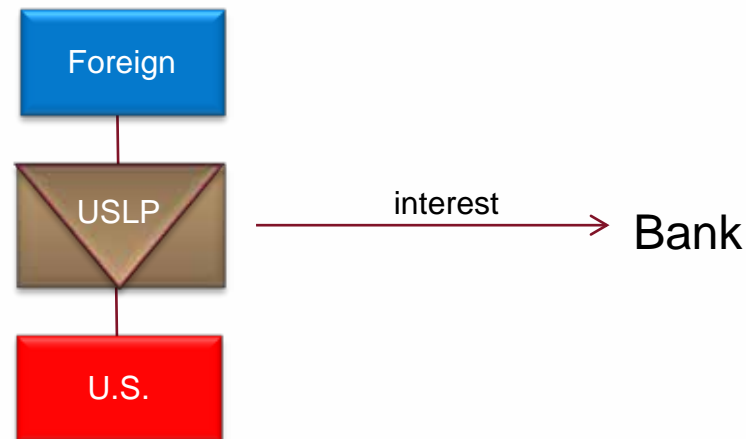 Foreign
USLP
interest
Bank
U.S.